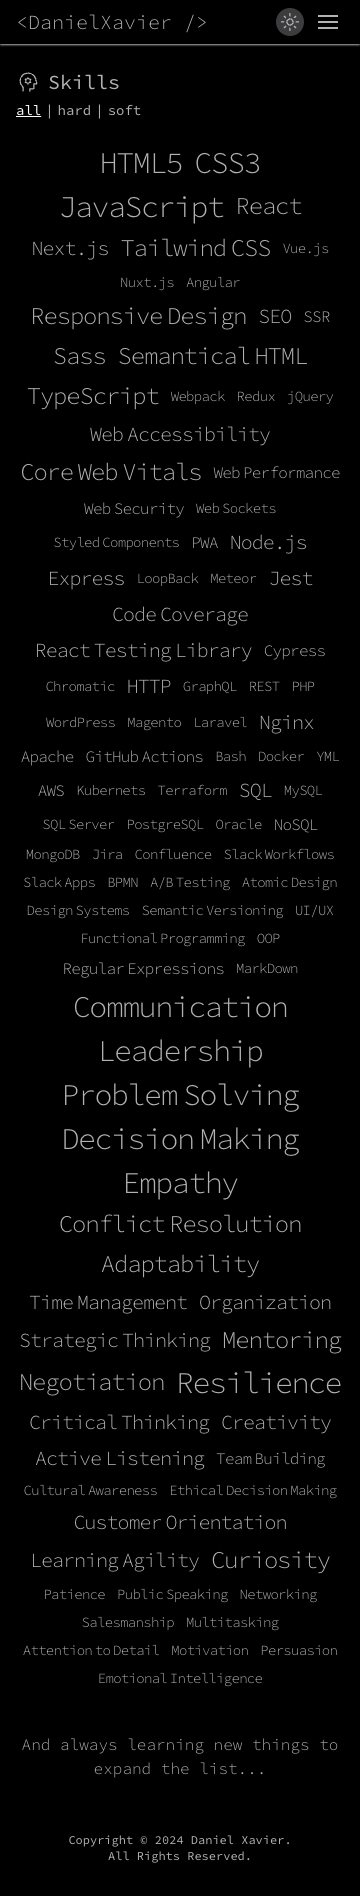 <DanielXavier />
Skills
all | hard | soft
HTML5 CSS3
JavaScript React
Next.js Tailwind CSS Vue.js
Nuxt.js Angular
Responsive Design SEO SSR
Sass Semantical HTML
TypeScript Webpack Redux jQuery
Web Accessibility
Core Web Vitals Web Performance
Web Security Web Sockets
Styled Components PWA Node.js
Express LoopBack Meteor Jest
Code Coverage
React Testing Library Cypress
Chromatic HTTP GraphQL REST PHP
WordPress Magento Laravel Nginx
Apache GitHub Actions Bash Docker YML
AWS Kubernetes Terraform SQL MySQL
SQL Server PostgreSQL Oracle NoSQL
MongoDB Jira Confluence Slack Workflows
Slack Apps BPMN A/B Testing Atomic Design
Design Systems Semantic Versioning UI/UX
Functional Programming OOP
Regular Expressions MarkDown
Communication
Leadership
Problem Solving
Decision Making
Empathy
Conflict Resolution
Adaptability
Time Management Organization
Strategic Thinking Mentoring
Negotiation Resilience
Critical Thinking Creativity
Active Listening Team Building
Cultural Awareness Ethical Decision Making
Customer Orientation
Learning Agility Curiosity
Patience Public Speaking Networking
Salesmanship Multitasking
Attention to Detail Motivation Persuasion
Emotional Intelligence
And always learning new things to
expand the list...
Copyright © 2024 Daniel Xavier.
All Rights Reserved.